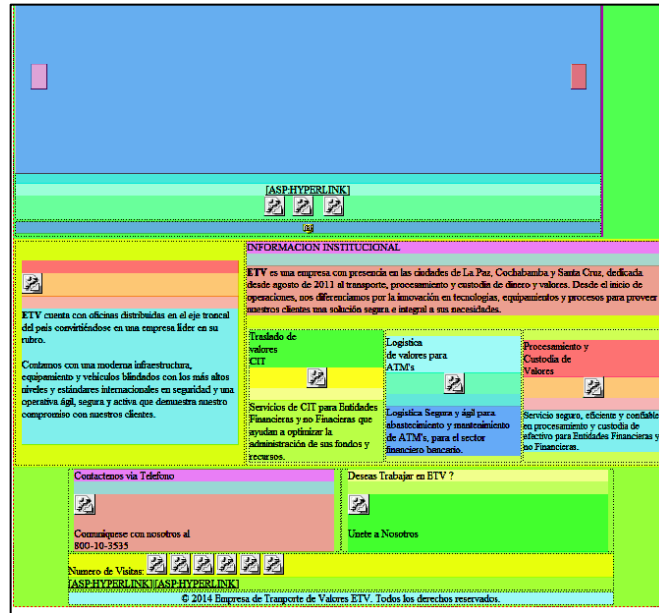 [ASP:HYPERLINK]
INFORMACION INSTITUCIONAL
ETV es una empresa con presencia en las ciudades de La Paz, Cochabamba y Santa Cruz, dedicada
desde agosto de 2011 al transporte, procesamiento y custodia de dinero y valores. Desde el inicio de
operaciones, nos diferenciamos por la innovación en tecnologías, equipamientos y procesos para proveer
nuestros clientes una solución segura e integral a sus necesidades.
ETV cuenta con oficinas distribuidas en el eje troncal
del país convirtiéndose en una empresa líder en su
rubro.
Contamos con una moderna infraestructura,
equipamiento y vehiculos blindados con los más altos
niveles y estándares internacionales en seguridad y una
operativa ágil, segura y activa que demuestra nuestro
compromiso con nuestros clientes.
Traslado de
valores
CIT
Servicios de CIT para Entidades
Financieras y no Finacieras que
ayudan a optimizar la
administración de sus fondos y
recursos.
Logística
de valores para
ATM's
Logística Segura y ágil para
abastecimiento y mantenimiento
de ATM's, para el sector
financiero bancario.
Procesamiento y
Custodia de
Valores
Servicio seguro, eficiente y confiable
en procesamiento y custodia de
efectivo para Entidades Financieras y
no Financieras.
Contactenos via Telefono
Comuniquese con nosotros al
800-10-3535
Deseas Trabajar en ETV ?
Unete a Nosotros
Numero de Visitas:
[ASP:HYPERLINK][ASP:HYPERLINK]
© 2014 Empresa de Tranporte de Valores ETV. Todos los derechos reservados.